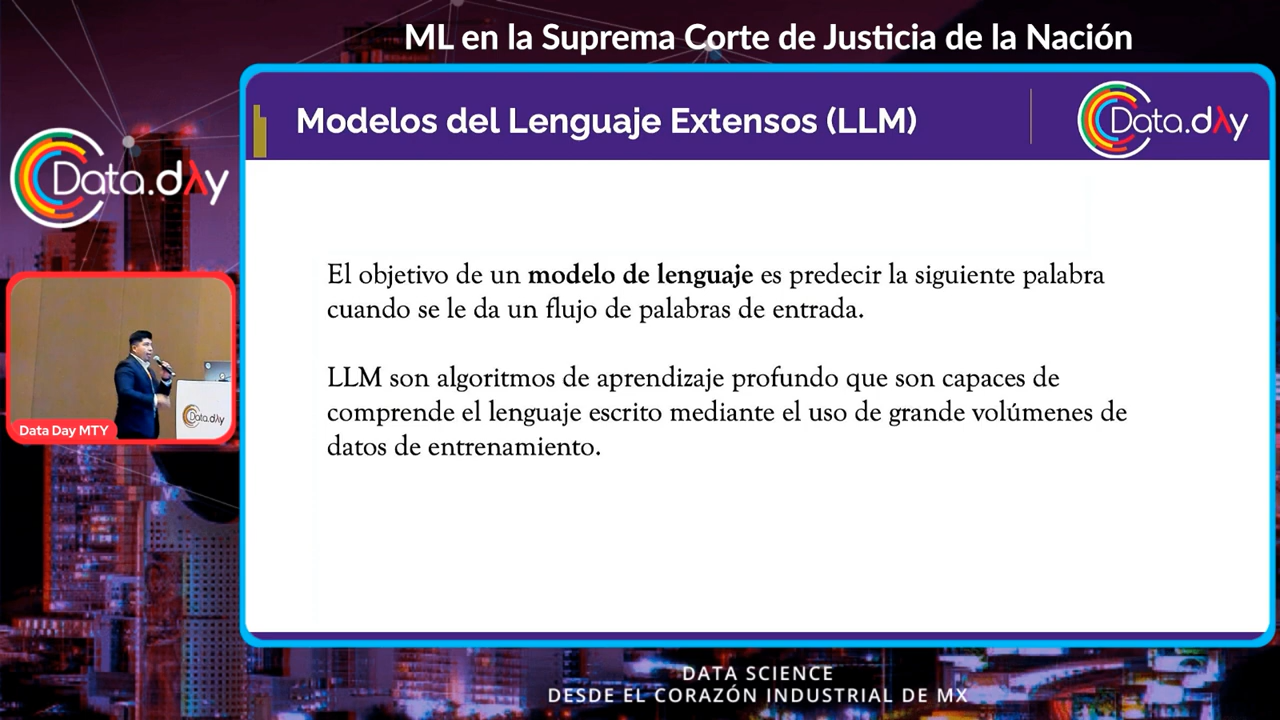 ML en la Suprema Corte de Justicia de la Nación
Modelos del Lenguaje Extensos (LLM)
Data.dλy
Data.dλy
El objetivo de un modelo de lenguaje es predecir la siguiente palabra
cuando se le da un flujo de palabras de entrada.
LLM son algoritmos de aprendizaje profundo que son capaces de
comprende el lenguaje escrito mediante el uso de grande volúmenes de
datos de entrenamiento.
Data.dλy
Data Day MTY
DATA SCIENCE
DESDE EL CORAZÓN INDUSTRIAL DE MX